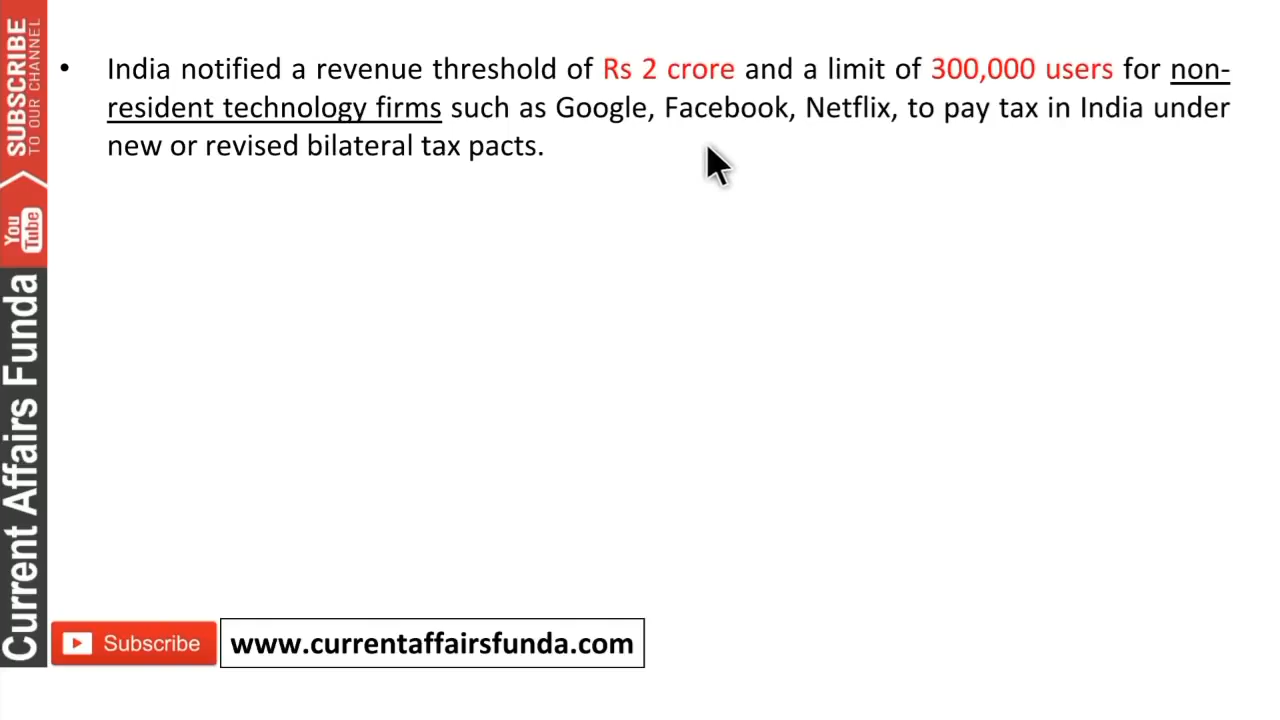 • India notified a revenue threshold of Rs 2 crore and a limit of 300,000 users for non-
resident technology firms such as Google, Facebook, Netflix, to pay tax in India under
new or revised bilateral tax pacts.
SUBSCRIBE
TO OUR CHANNEL
You
Tube
Current Affairs Funda
Subscribe
www.currentaffairsfunda.com